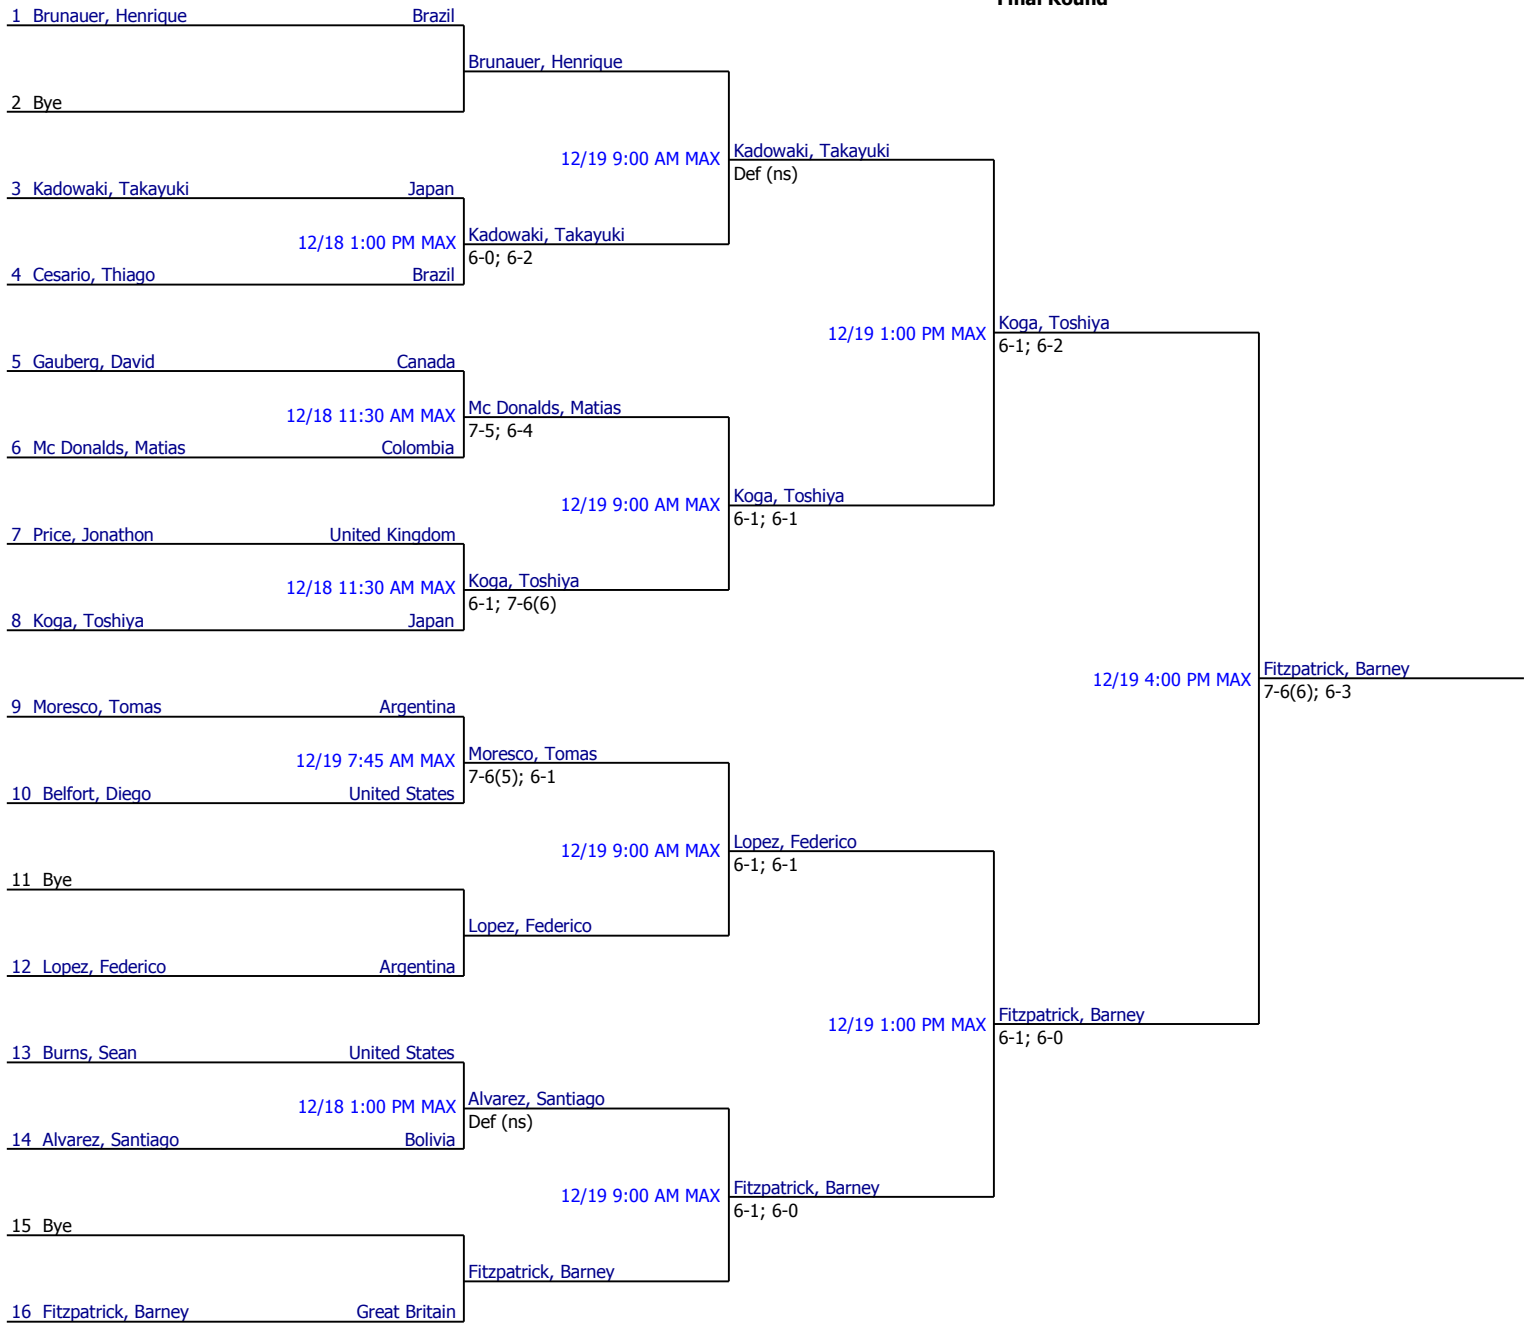 Final Round
1 Brunauer, Henrique Brazil
Brunauer, Henrique
2 Bye
12/19 9:00 AM MAX Kadowaki, Takayuki
Def (ns)
3 Kadowaki, Takayuki Japan
12/18 1:00 PM MAX Kadowaki, Takayuki
6-0; 6-2
4 Cesario, Thiago Brazil
12/19 1:00 PM MAX Koga, Toshiya
6-1; 6-2
5 Gauberg, David Canada
12/18 11:30 AM MAX Mc Donalds, Matias
7-5; 6-4
6 Mc Donalds, Matias Colombia
12/19 9:00 AM MAX Koga, Toshiya
6-1; 6-1
7 Price, Jonathon United Kingdom
12/18 11:30 AM MAX Koga, Toshiya
6-1; 7-6(6)
8 Koga, Toshiya Japan
12/19 4:00 PM MAX Fitzpatrick, Barney
7-6(6); 6-3
9 Moresco, Tomas Argentina
12/19 7:45 AM MAX Moresco, Tomas
7-6(5); 6-1
10 Belfort, Diego United States
12/19 9:00 AM MAX Lopez, Federico
6-1; 6-1
11 Bye
Lopez, Federico
12 Lopez, Federico Argentina
12/19 1:00 PM MAX Fitzpatrick, Barney
6-1; 6-0
13 Burns, Sean United States
12/18 1:00 PM MAX Alvarez, Santiago
Def (ns)
14 Alvarez, Santiago Bolivia
12/19 9:00 AM MAX Fitzpatrick, Barney
6-1; 6-0
15 Bye
Fitzpatrick, Barney
16 Fitzpatrick, Barney Great Britain